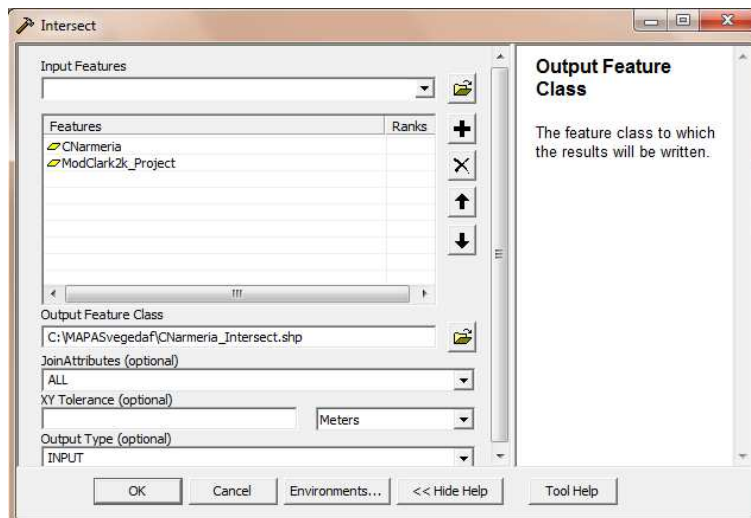 Intersect
Input Features
Features Ranks
CNarmeria
ModClark2k_Project
Output Feature Class
C:\MAPASvegedaf\CNarmeria_Intersect.shp
JoinAttributes (optional)
ALL
XY Tolerance (optional)
Meters
Output Type (optional)
INPUT
OK Cancel Environments... << Hide Help Tool Help
Output Feature
Class
The feature class to which
the results will be written.